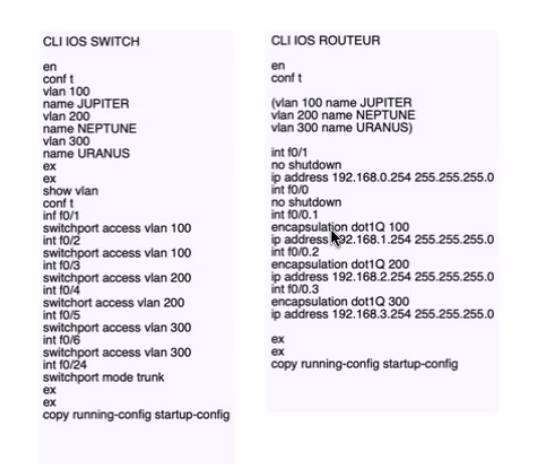 CLI IOS SWITCH
en
conf t
vlan 100
name JUPITER
vlan 200
name NEPTUNE
vlan 300
name URANUS
ex
ex
show vlan
conf t
inf f0/1
switchport access vlan 100
int f0/2
switchport access vlan 100
int f0/3
switchport access vlan 200
int f0/4
switchort access vlan 200
int f0/5
switchport access vlan 300
int f0/6
switchport access vlan 300
int f0/24
switchport mode trunk
ex
ex
copy running-config startup-config
CLI IOS ROUTEUR
en
conf t
(vlan 100 name JUPITER
vlan 200 name NEPTUNE
vlan 300 name URANUS)
int f0/1
no shutdown
ip address 192.168.0.254 255.255.255.0
int f0/0
no shutdown
int f0/0.1
encapsulation dot1Q 100
ip address 192.168.1.254 255.255.255.0
int f0/0.2
encapsulation dot1Q 200
ip address 192.168.2.254 255.255.255.0
int f0/0.3
encapsulation dot1Q 300
ip address 192.168.3.254 255.255.255.0
ex
ex
copy running-config startup-config